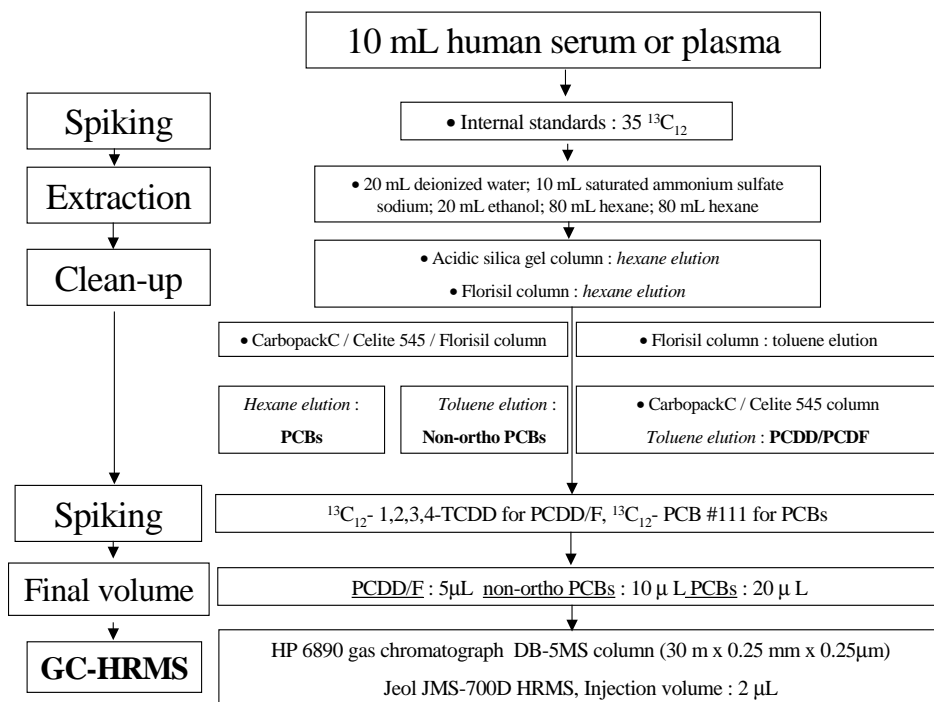 10 mL human serum or plasma
Spiking
• Internal standards : 35 ¹³C₁₂
Extraction
• 20 mL deionized water; 10 mL saturated ammonium sulfate
sodium; 20 mL ethanol; 80 mL hexane; 80 mL hexane
Clean-up
• Acidic silica gel column : hexane elution
• Florisil column : hexane elution
• CarbopackC / Celite 545 / Florisil column
• Florisil column : toluene elution
Hexane elution :
PCBs
Toluene elution :
Non-ortho PCBs
• CarbopackC / Celite 545 column
Toluene elution : PCDD/PCDF
Spiking
¹³C₁₂- 1,2,3,4-TCDD for PCDD/F, ¹³C₁₂- PCB #111 for PCBs
Final volume
PCDD/F : 5μL non-ortho PCBs : 10 μ L PCBs : 20 μ L
GC-HRMS
HP 6890 gas chromatograph DB-5MS column (30 m x 0.25 mm x 0.25μm)
Jeol JMS-700D HRMS, Injection volume : 2 μL